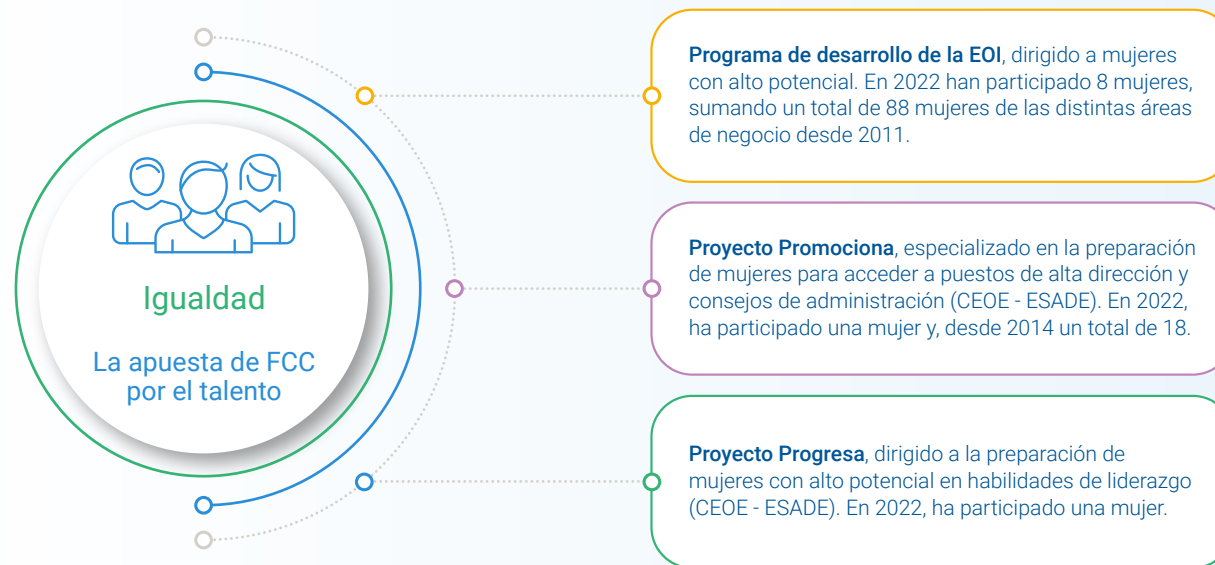 Igualdad
La apuesta de FCC
por el talento
Programa de desarrollo de la EOI, dirigido a mujeres
con alto potencial. En 2022 han participado 8 mujeres,
sumando un total de 88 mujeres de las distintas áreas
de negocio desde 2011.
Proyecto Promociona, especializado en la preparación
de mujeres para acceder a puestos de alta dirección y
consejos de administración (CEOE - ESADE). En 2022,
ha participado una mujer y, desde 2014 un total de 18.
Proyecto Progresa, dirigido a la preparación de
mujeres con alto potencial en habilidades de liderazgo
(CEOE - ESADE). En 2022, ha participado una mujer.